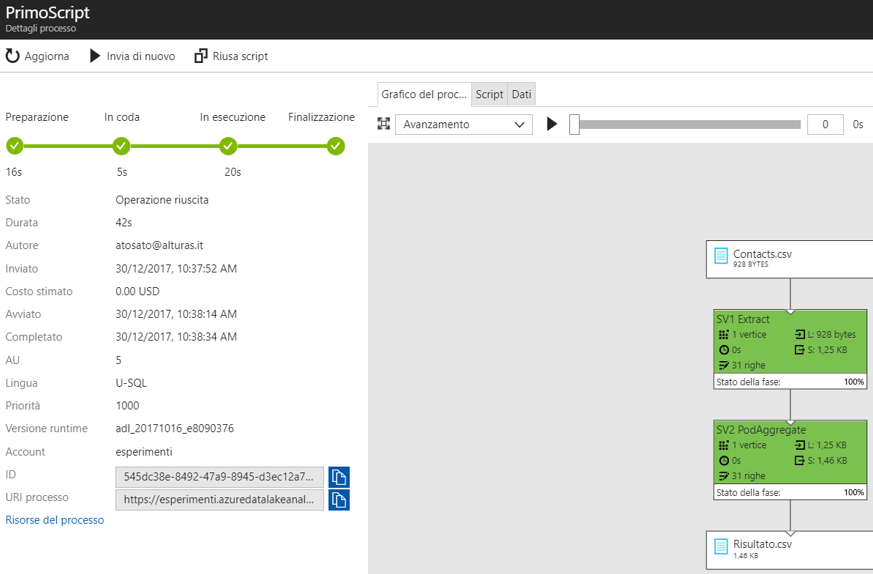 PrimoScript
Dettagli processo
Aggiorna
Invia di nuovo
Riusa script
Preparazione
In coda
In esecuzione
Finalizzazione
16s
5s
20s
Stato Operazione riuscita
Durata 42s
Autore atosato@alturas.it
Inviato 30/12/2017, 10:37:52 AM
Costo stimato 0.00 USD
Avviato 30/12/2017, 10:38:14 AM
Completato 30/12/2017, 10:38:34 AM
AU 5
Lingua U-SQL
Priorità 1000
Versione runtime adl_20171016_e8090376
Account esperimenti
ID 545dc38e-8492-47a9-8945-d3ec12a7...
URI processo https://esperimenti.azuredatalakeanal...
Risorse del processo
Grafico del proc...
Script
Dati
Avanzamento
0
0s
Contacts.csv
928 BYTES
SV1 Extract
1 vertice L: 928 bytes
0s S: 1,25 KB
31 righe
Stato della fase: 100%
SV2 PodAggregate
1 vertice L: 1,25 KB
0s S: 1,46 KB
31 righe
Stato della fase: 100%
Risultato.csv
1,46 KB